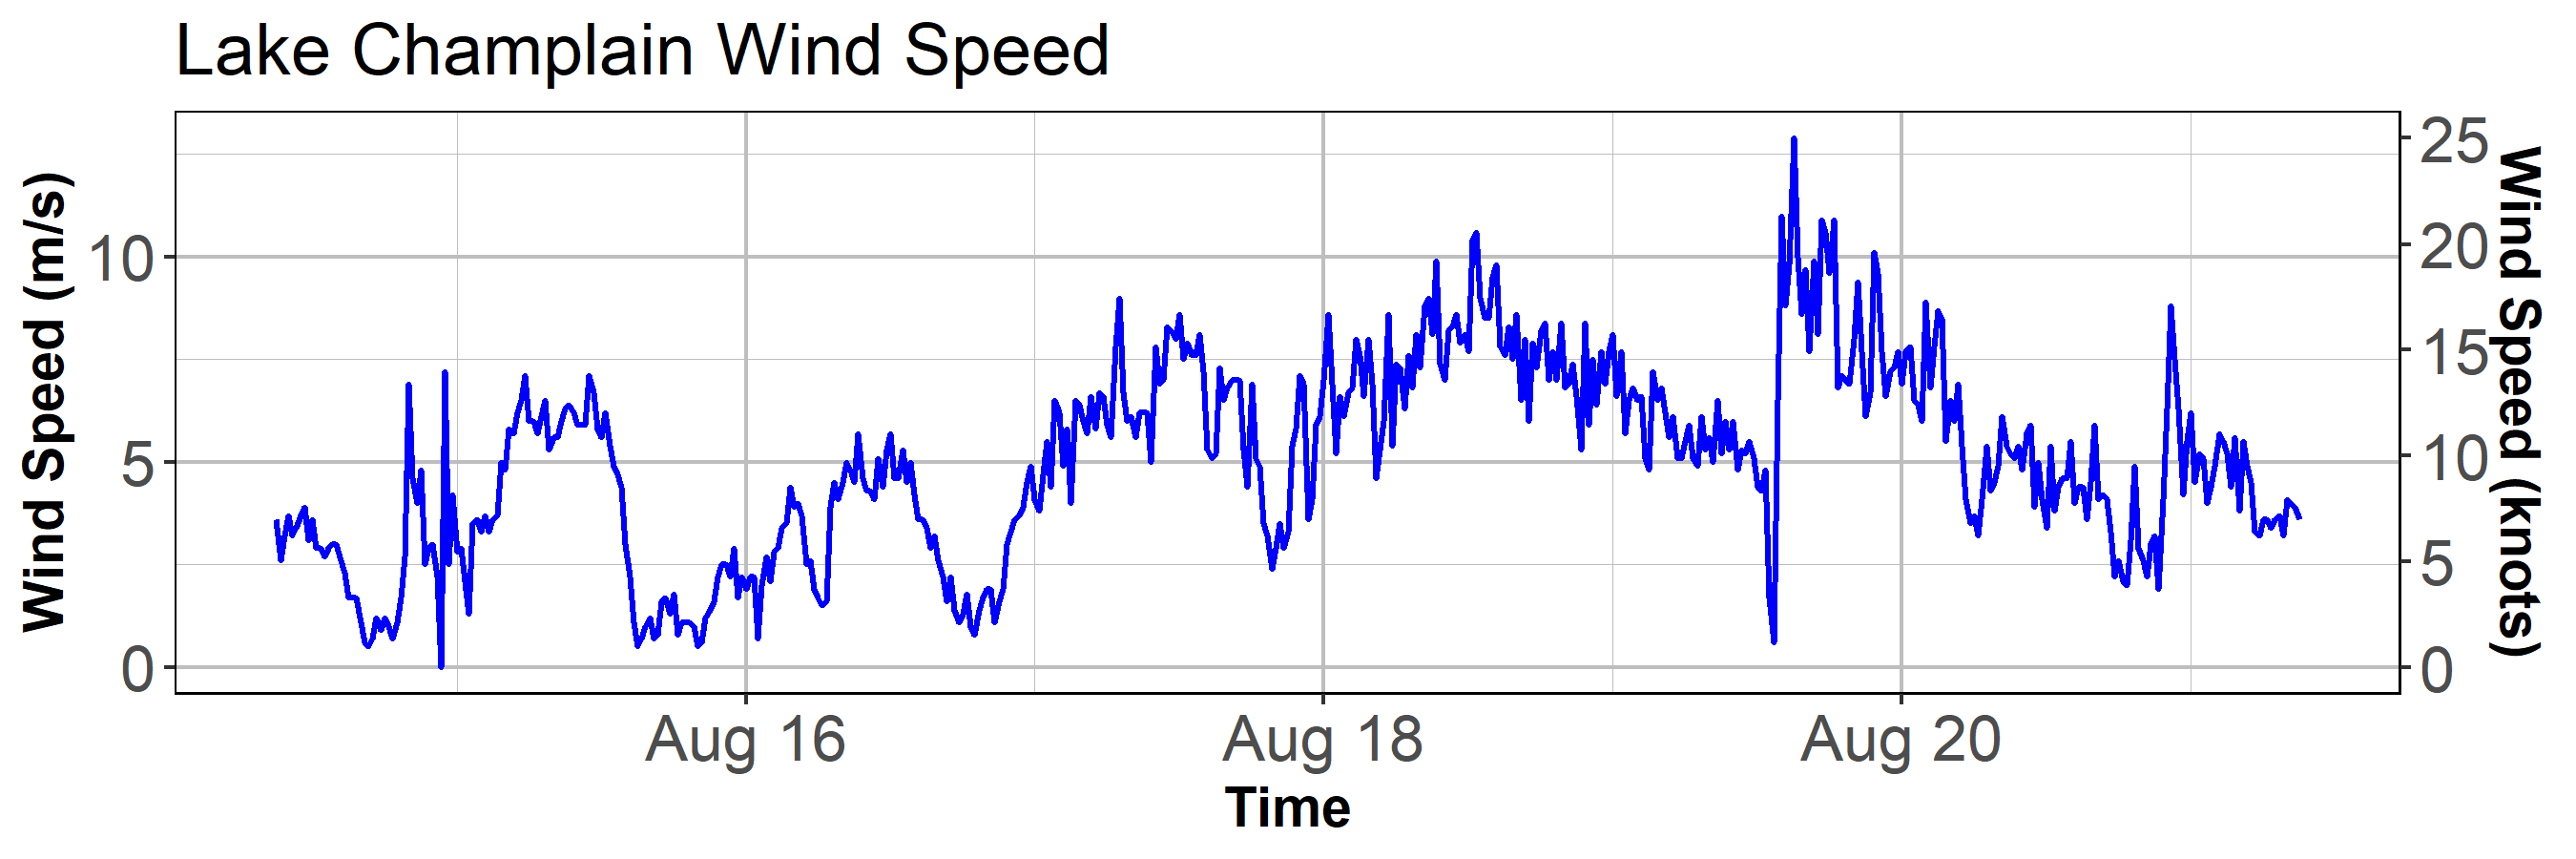 Lake Champlain Wind Speed
Wind Speed (m/s)
10
5
0
25
20
15
10
5
0
Wind Speed (knots)
Aug 16
Aug 18
Aug 20
Time